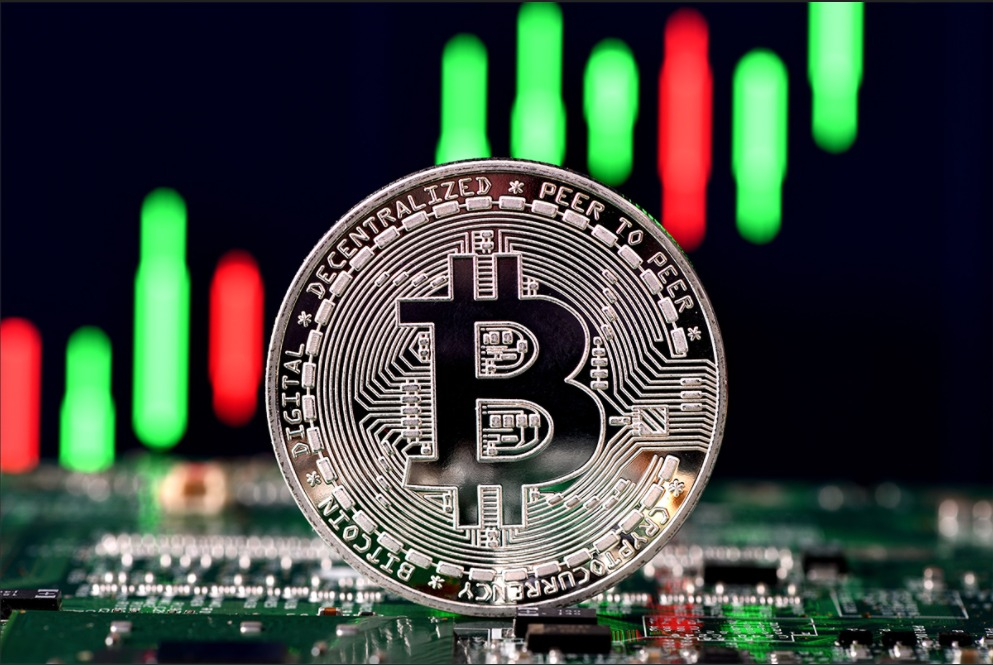 DECENTRALIZED * PEER TO PEER *
CRYPTOCURRENCY * BITCOIN * DIGITAL *